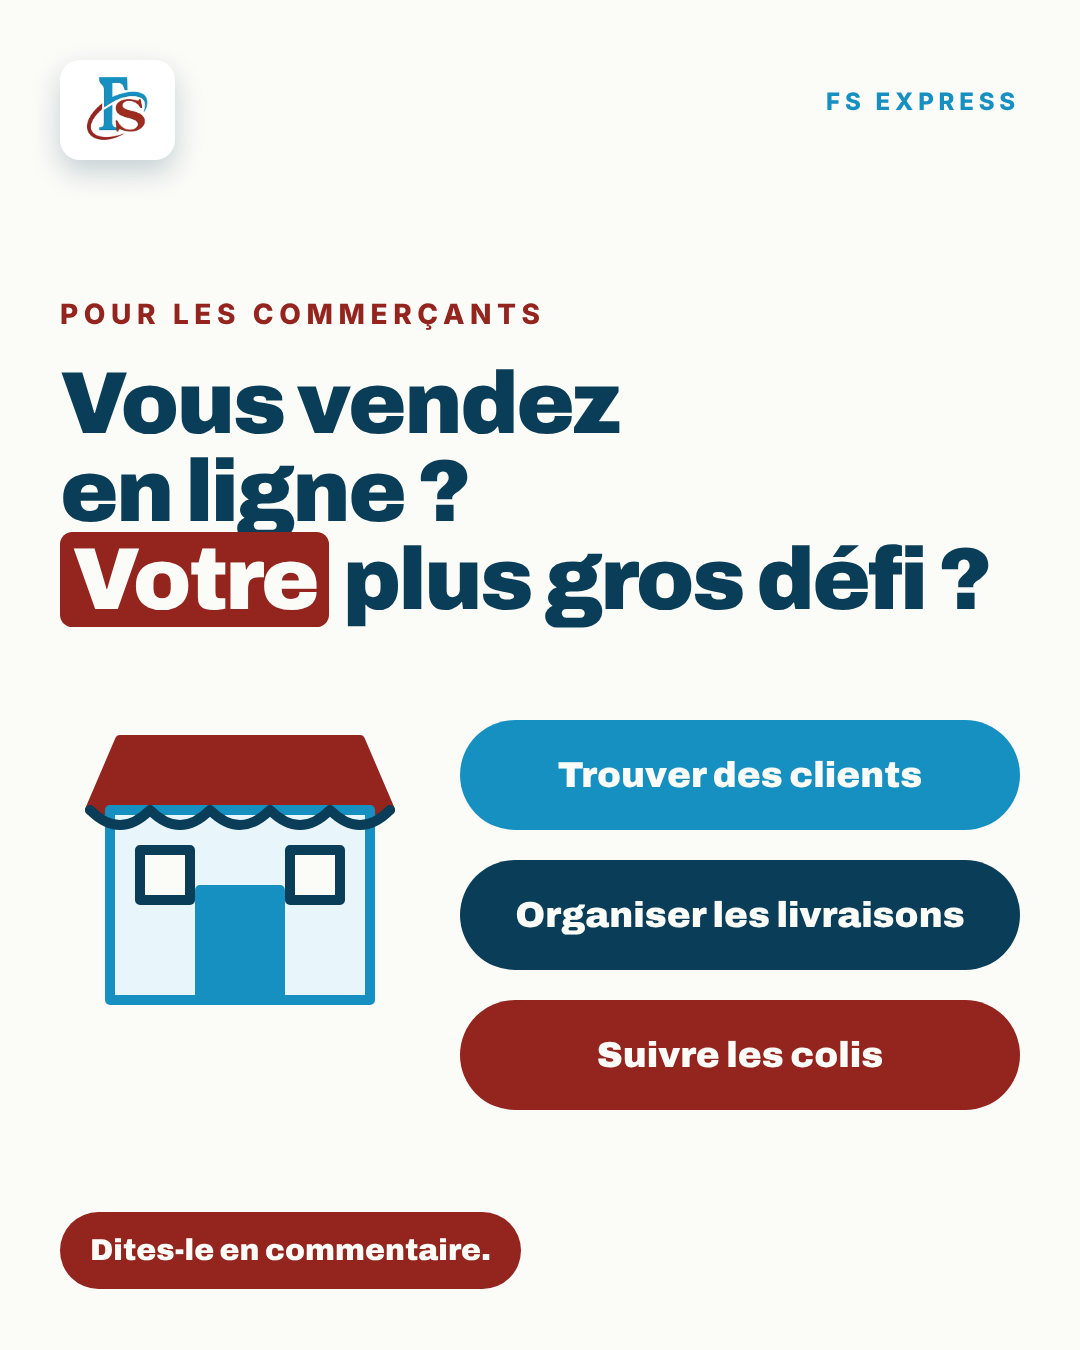 FS
FS EXPRESS
POUR LES COMMERÇANTS
Vous vendez
en ligne ?
Votre plus gros défi ?
Trouver des clients
Organiser les livraisons
Suivre les colis
Dites-le en commentaire.